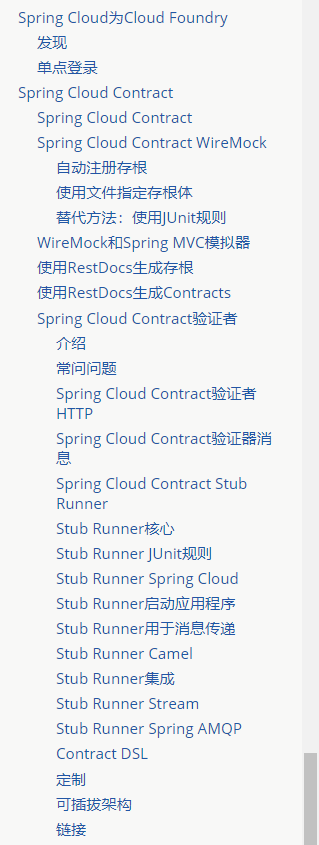 Spring Cloud为Cloud Foundry
发现
单点登录
Spring Cloud Contract
Spring Cloud Contract
Spring Cloud Contract WireMock
自动注册存根
使用文件指定存根体
替代方法：使用JUnit规则
WireMock和Spring MVC模拟器
使用RestDocs生成存根
使用RestDocs生成Contracts
Spring Cloud Contract验证者
介绍
常问问题
Spring Cloud Contract验证者
HTTP
Spring Cloud Contract验证器消
息
Spring Cloud Contract Stub
Runner
Stub Runner核心
Stub Runner JUnit规则
Stub Runner Spring Cloud
Stub Runner启动应用程序
Stub Runner用于消息传递
Stub Runner Camel
Stub Runner集成
Stub Runner Stream
Stub Runner Spring AMQP
Contract DSL
定制
可插拔架构
链接